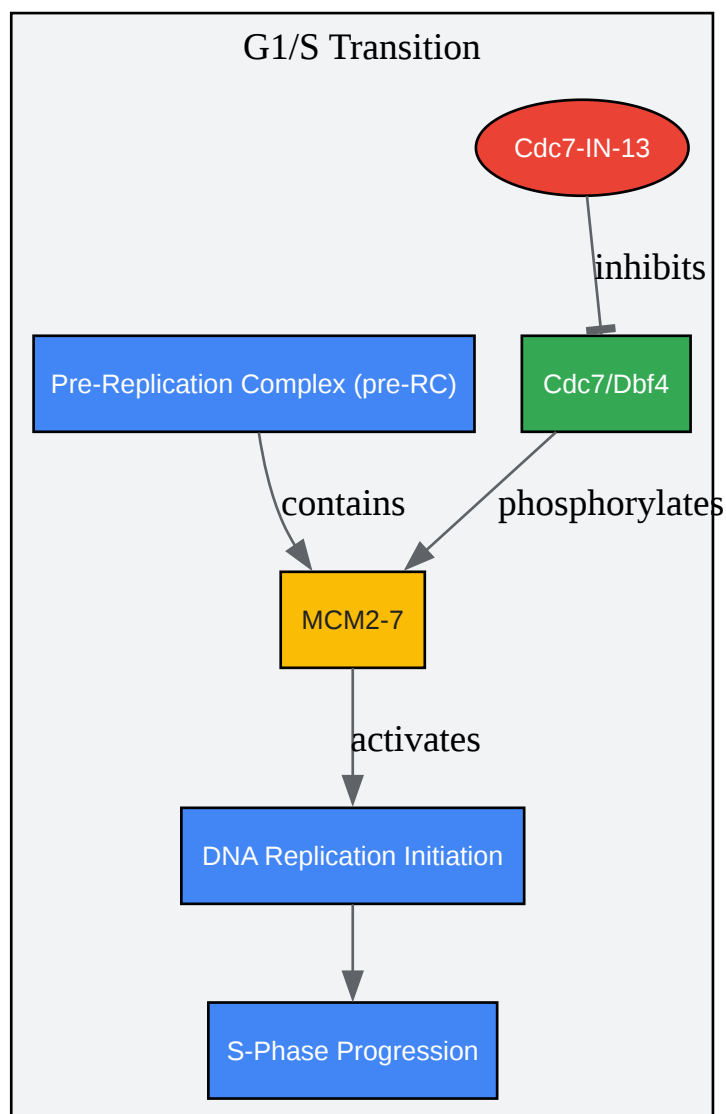 G1/S Transition
Cdc7-IN-13
inhibits
Pre-Replication Complex (pre-RC)
Cdc7/Dbf4
contains
phosphorylates
MCM2-7
activates
DNA Replication Initiation
S-Phase Progression